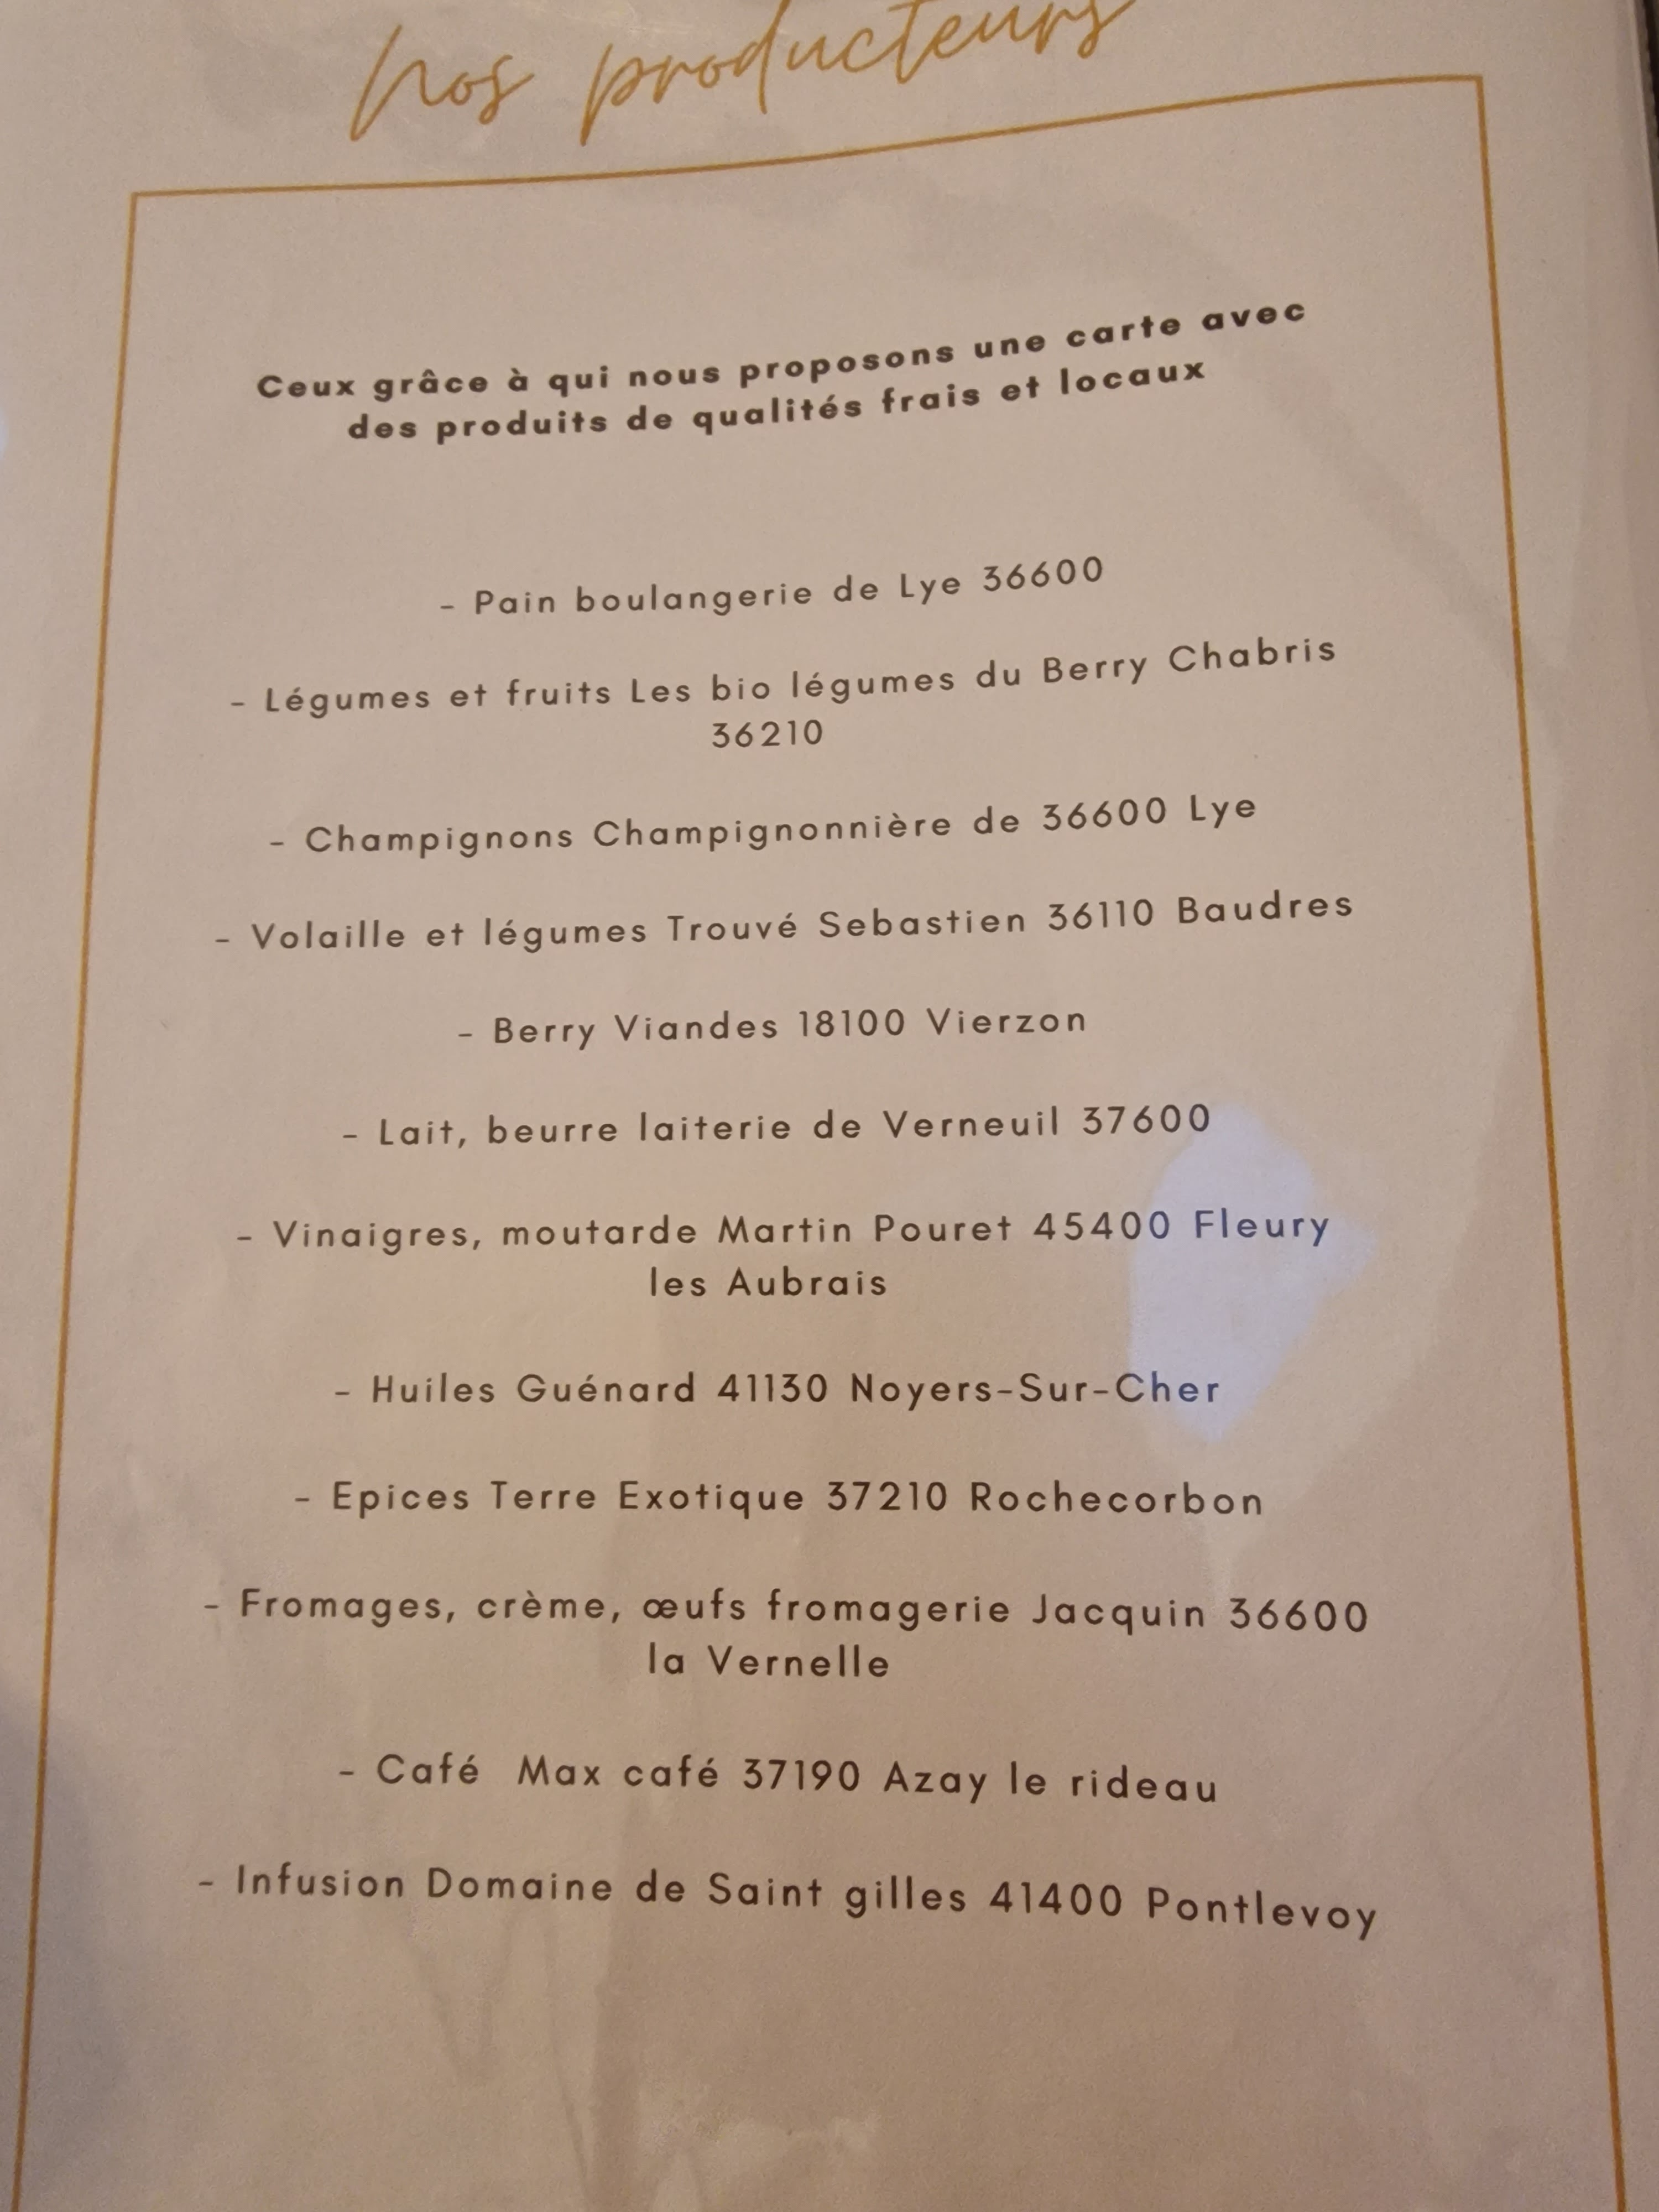 nos producteurs
Ceux grâce à qui nous proposons une carte avec
des produits de qualités frais et locaux
- Pain boulangerie de Lye 36600
- Légumes et fruits Les bio légumes du Berry Chabris
36210
- Champignons Champignonnière de 36600 Lye
- Volaille et légumes Trouvé Sebastien 36110 Baudres
- Berry Viandes 18100 Vierzon
- Lait, beurre laiterie de Verneuil 37600
- Vinaigres, moutarde Martin Pouret 45400 Fleury
les Aubrais
- Huiles Guénard 41130 Noyers-Sur-Cher
- Epices Terre Exotique 37210 Rochecorbon
- Fromages, crème, œufs fromagerie Jacquin 36600
la Vernelle
- Café  Max café 37190 Azay le rideau
- Infusion Domaine de Saint gilles 41400 Pontlevoy